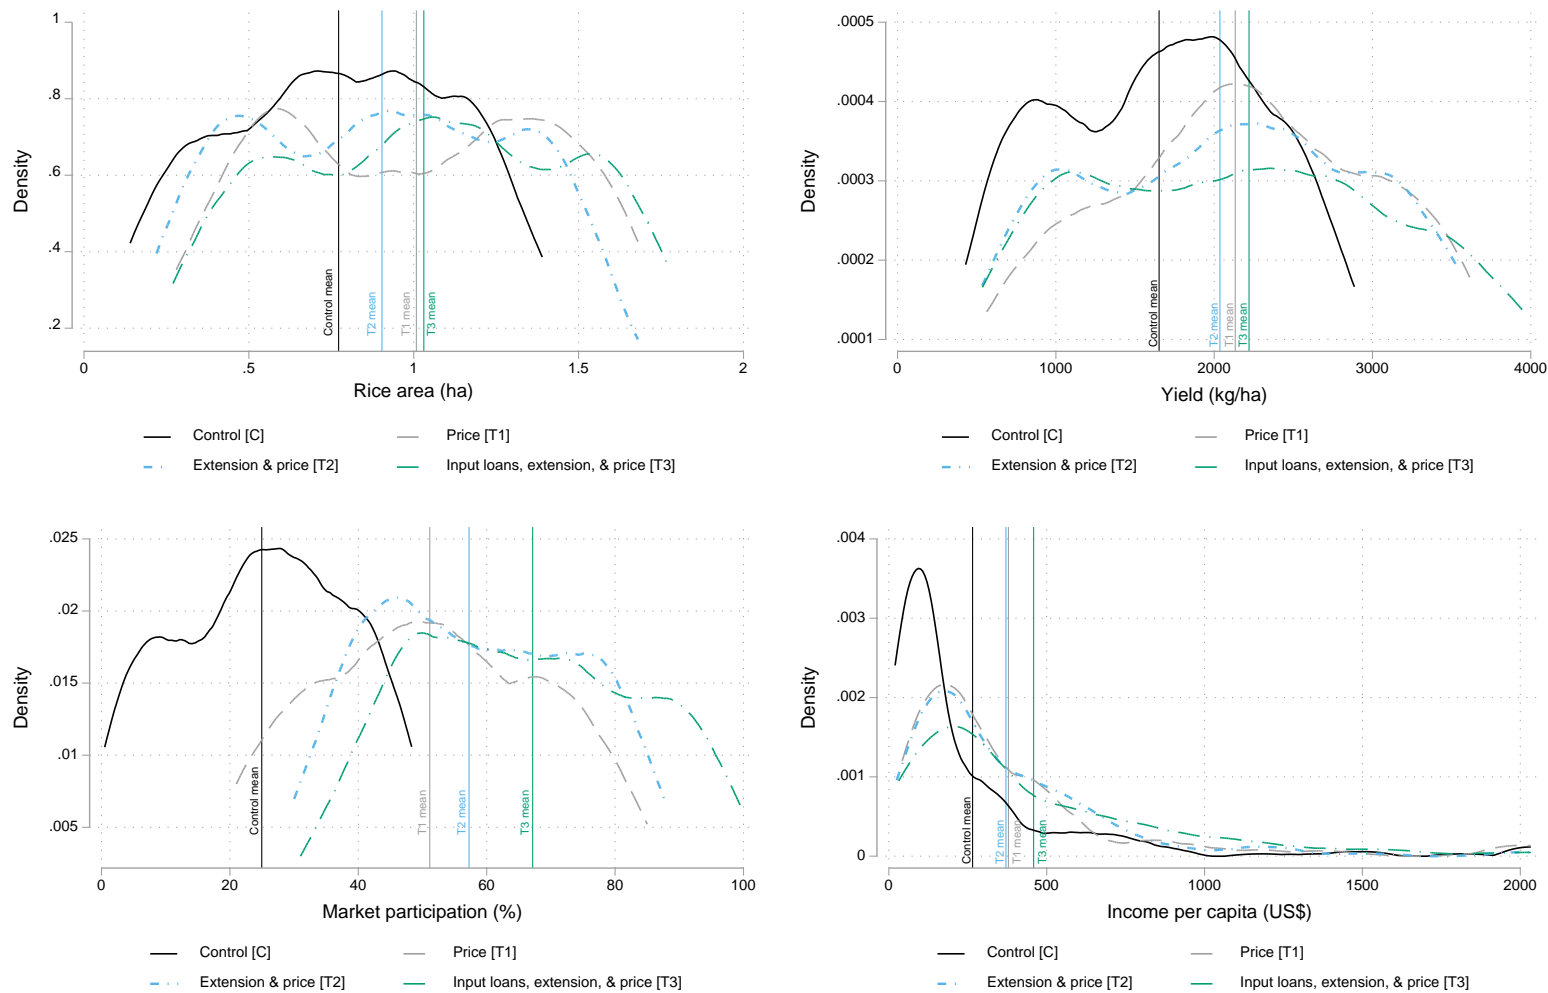 1
.8
.6
.4
.2
Density
Control mean
T2 mean
T1 mean
T3 mean
0 .5 1 1.5 2
Rice area (ha)
Control [C] Price [T1]
Extension & price [T2] Input loans, extension, & price [T3]
.0005
.0004
.0003
.0002
.0001
Density
Control mean
T2 mean
T1 mean
T3 mean
0 1000 2000 3000 4000
Yield (kg/ha)
Control [C] Price [T1]
Extension & price [T2] Input loans, extension, & price [T3]
.025
.02
.015
.01
.005
Density
Control mean
T1 mean
T2 mean
T3 mean
0 20 40 60 80 100
Market participation (%)
Control [C] Price [T1]
Extension & price [T2] Input loans, extension, & price [T3]
.004
.003
.002
.001
0
Density
Control mean
T2 mean
T1 mean
T3 mean
0 500 1000 1500 2000
Income per capita (US$)
Control [C] Price [T1]
Extension & price [T2] Input loans, extension, & price [T3]